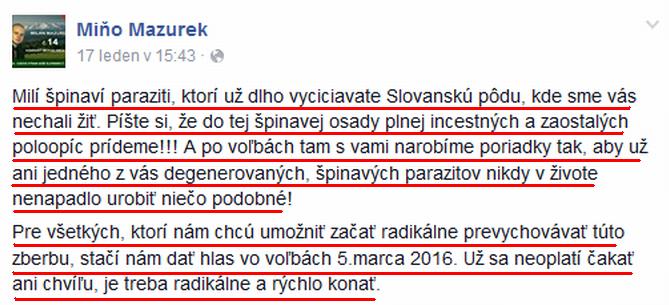 MILAN MAZUREK
14
Miňo Mazurek
17 leden v 15:43 ·
Milí špinaví paraziti, ktorí už dlho vyciciavate Slovanskú pôdu, kde sme vás
nechali žiť. Píšte si, že do tej špinavej osady plnej incestných a zaostalých
poloopíc prídeme!!! A po voľbách tam s vami narobíme poriadky tak, aby už
ani jedného z vás degenerovaných, špinavých parazitov nikdy v živote
nenapadlo urobiť niečo podobné!
Pre všetkých, ktorí nám chcú umožniť začať radikálne prevychovávať túto
zberbu, stačí nám dať hlas vo voľbách 5.marca 2016. Už sa neoplatí čakať
ani chvíľu, je treba radikálne a rýchlo konať.